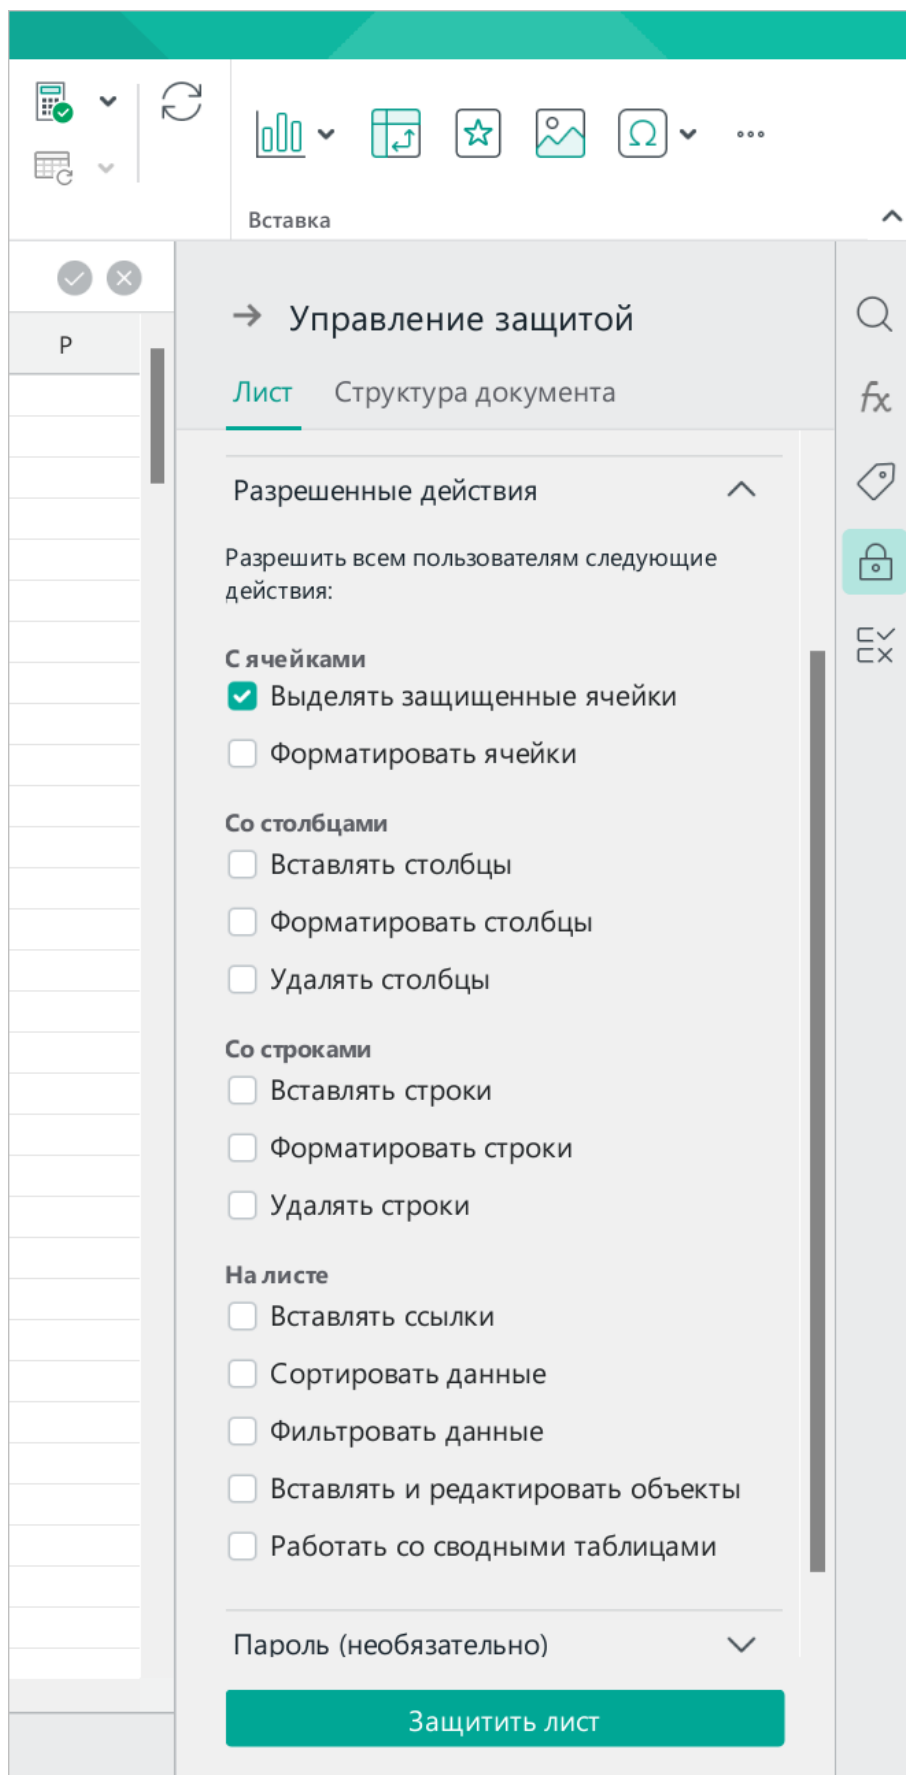 Вставка
P
Управление защитой
Лист Структура документа
Разрешенные действия
Разрешить всем пользователям следующие
действия:
С ячейками
Выделять защищенные ячейки
Форматировать ячейки
Со столбцами
Вставлять столбцы
Форматировать столбцы
Удалять столбцы
Со строками
Вставлять строки
Форматировать строки
Удалять строки
На листе
Вставлять ссылки
Сортировать данные
Фильтровать данные
Вставлять и редактировать объекты
Работать со сводными таблицами
Пароль (необязательно)
Защитить лист